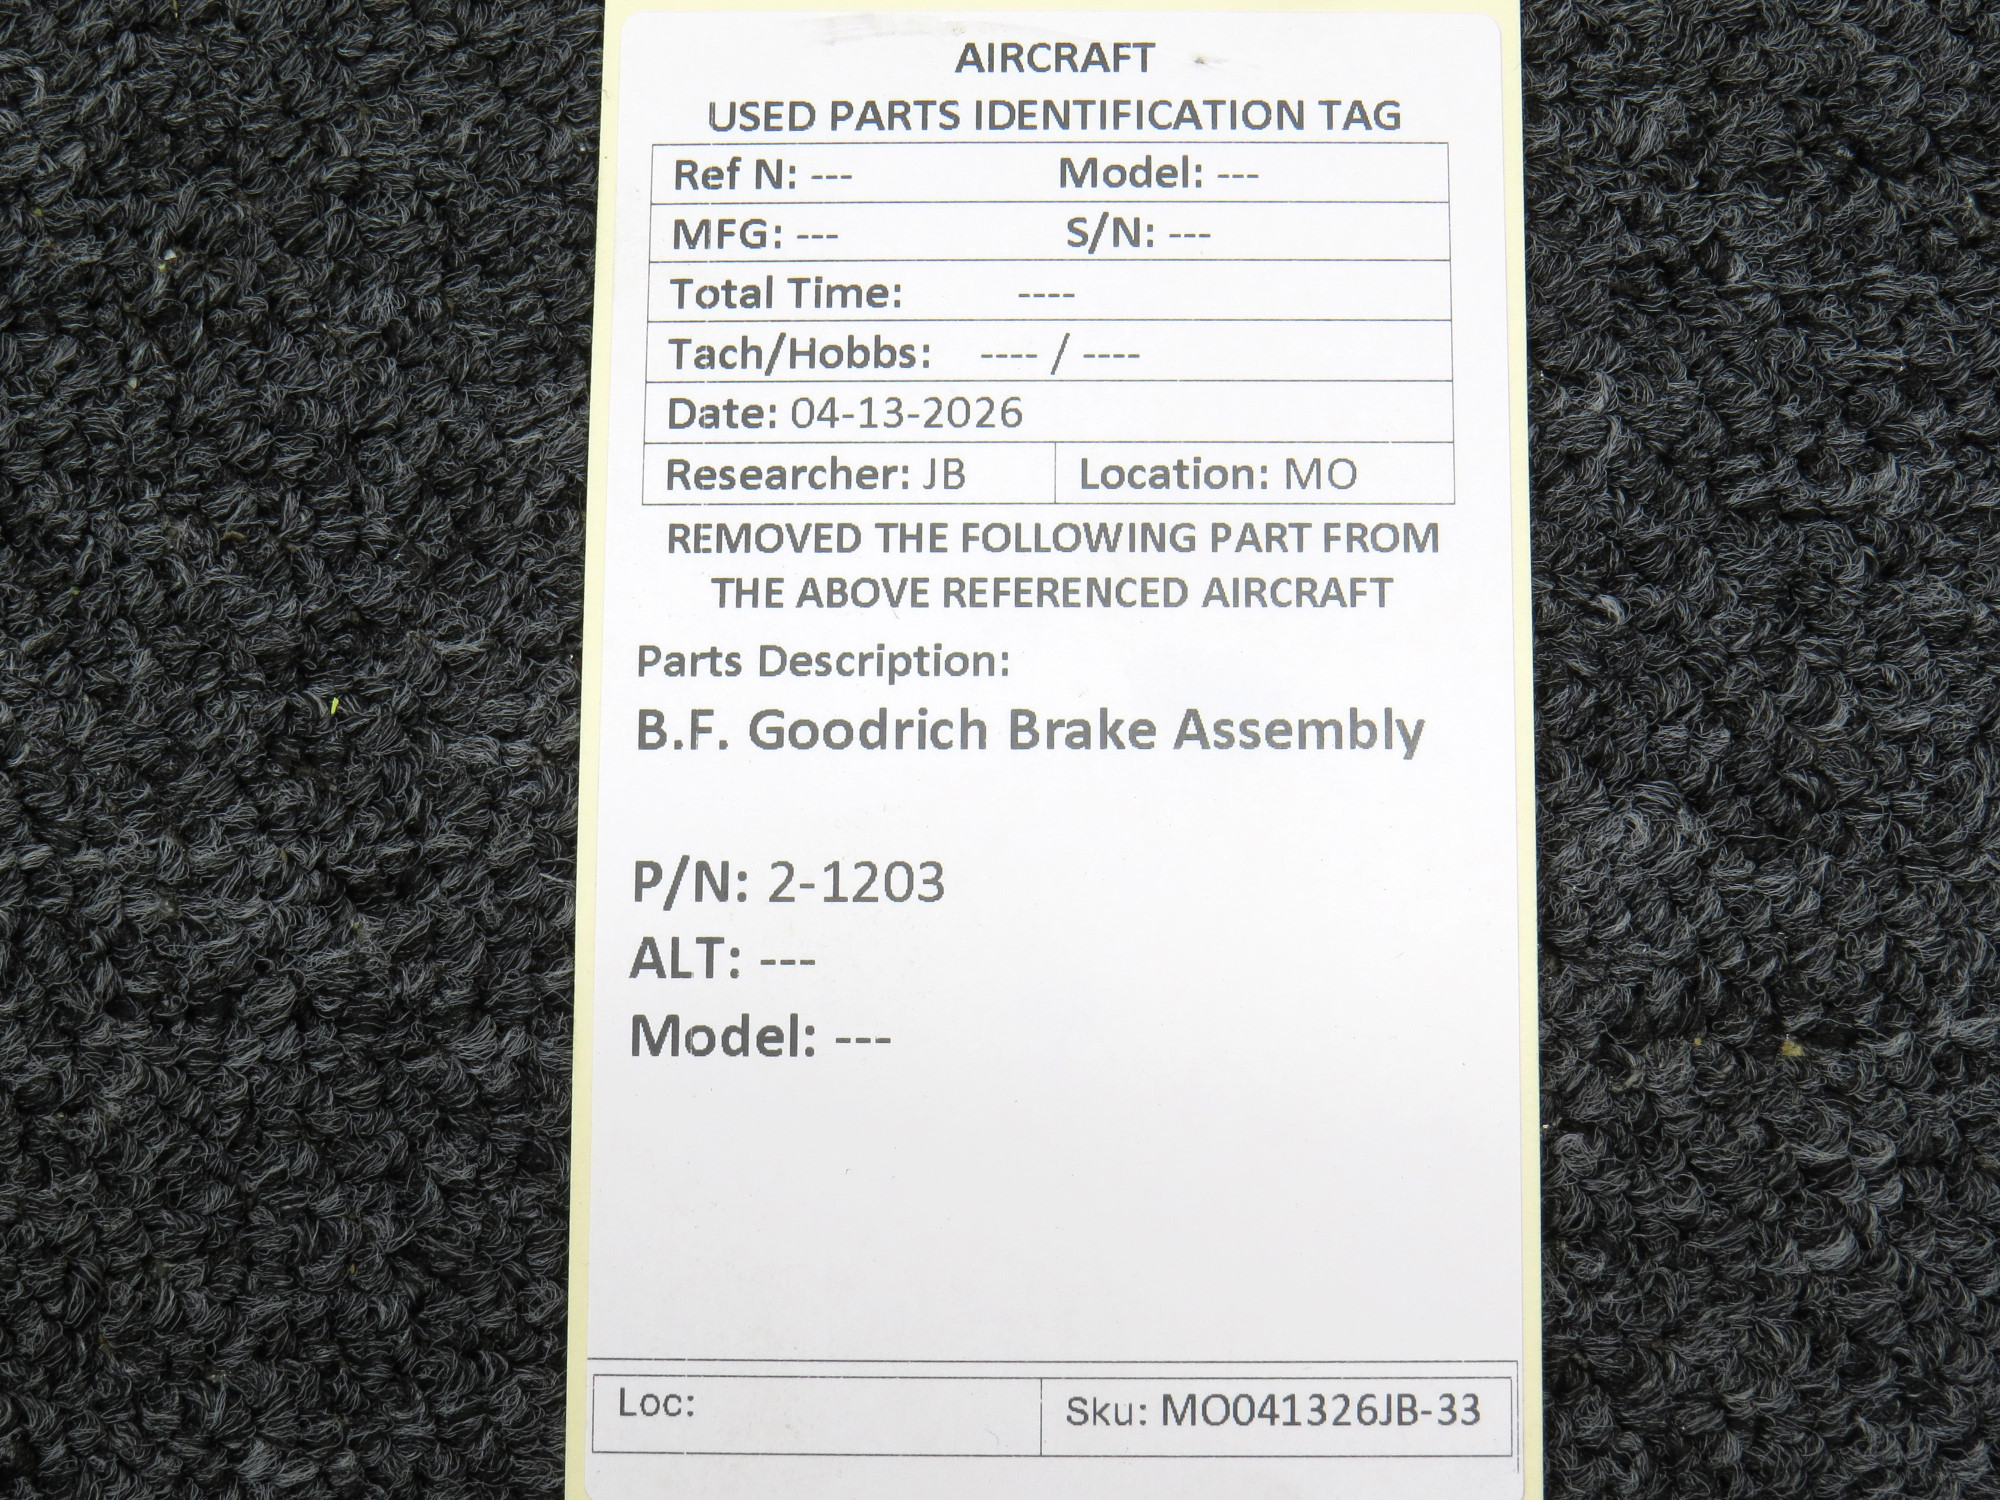 AIRCRAFT
USED PARTS IDENTIFICATION TAG
Ref N: --- Model: ---
MFG: --- S/N: ---
Total Time: ----
Tach/Hobbs: ---- / ----
Date: 04-13-2026
Researcher: JB Location: MO
REMOVED THE FOLLOWING PART FROM
THE ABOVE REFERENCED AIRCRAFT
Parts Description:
B.F. Goodrich Brake Assembly
P/N: 2-1203
ALT: ---
Model: ---
Loc: Sku: MO041326JB-33